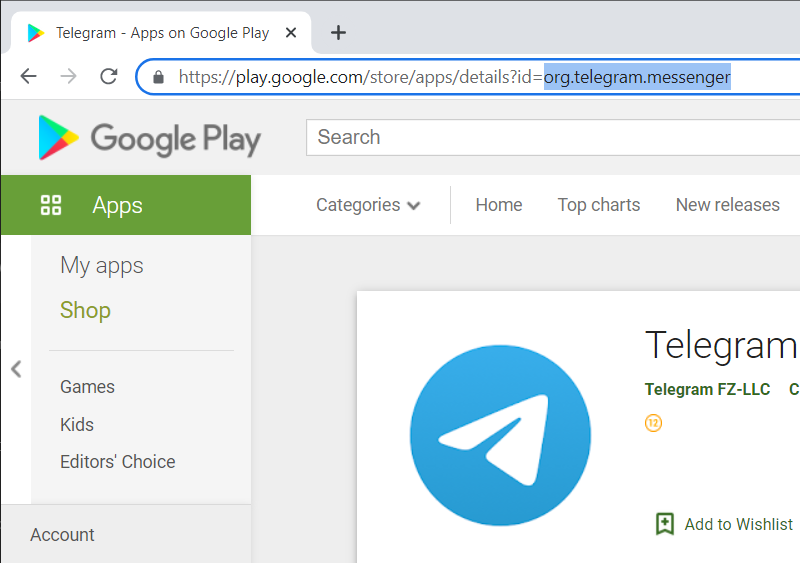 Telegram - Apps on Google Play
https://play.google.com/store/apps/details?id=org.telegram.messenger
Google Play
Search
Apps
Categories
Home
Top charts
New releases
My apps
Shop
Games
Kids
Editors' Choice
Account
Telegram
Telegram FZ-LLC C
12
Add to Wishlist